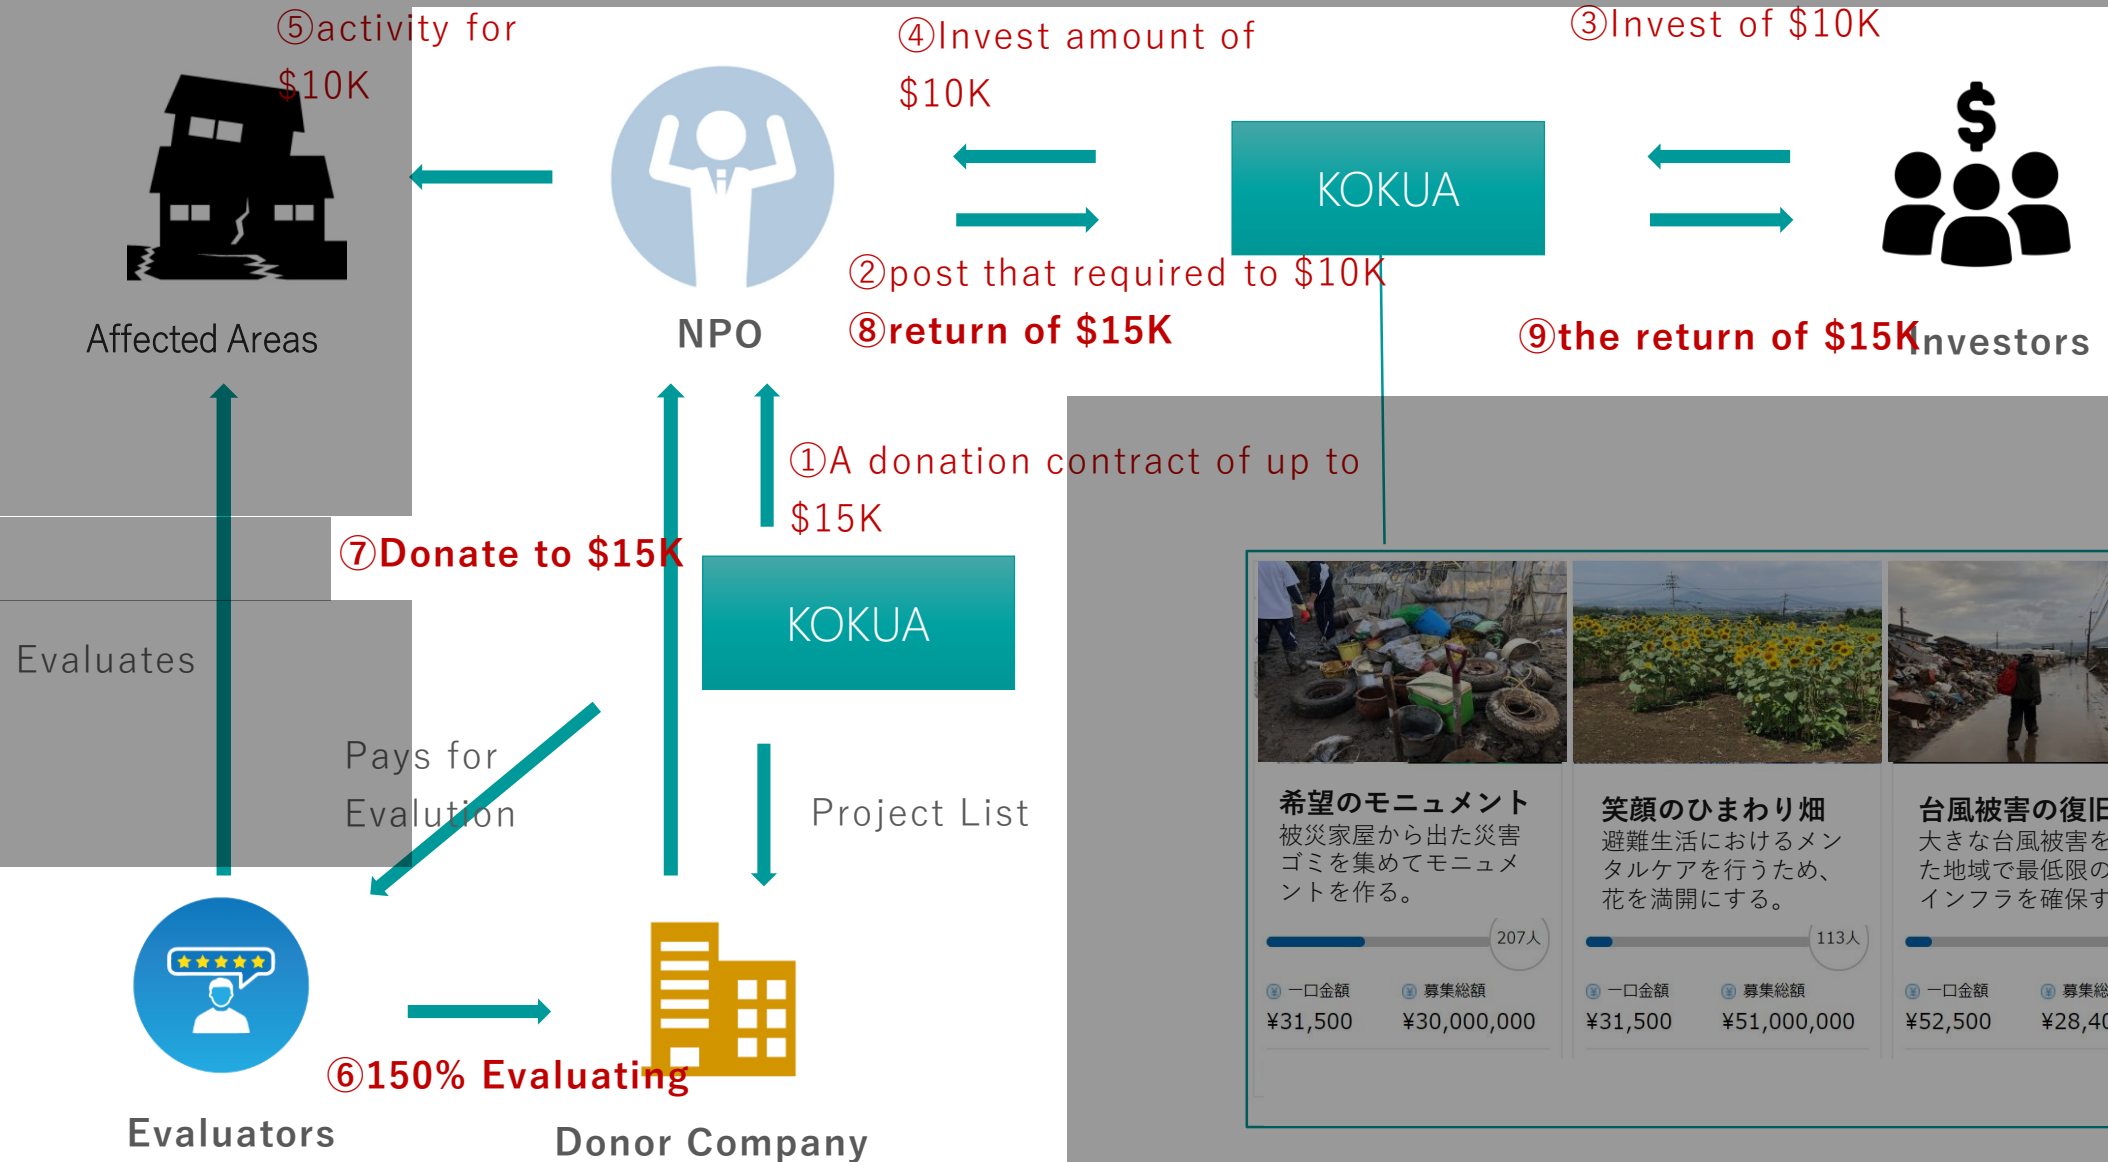 ⑤activity for
$10K
④Invest amount of
$10K
③Invest of $10K
KOKUA
②post that required to $10K
Affected Areas
NPO
⑧return of $15K
⑨the return of $15K
Investors
①A donation contract of up to
$15K
⑦Donate to $15K
KOKUA
Evaluates
Pays for
Evalution
Project List
希望のモニュメント
被災家屋から出た災害
ゴミを集めてモニュメ
ントを作る。
207人
一口金額 募集総額
¥31,500 ¥30,000,000
笑顔のひまわり畑
避難生活におけるメン
タルケアを行うため、
花を満開にする。
113人
一口金額 募集総額
¥31,500 ¥51,000,000
台風被害の復旧
大きな台風被害を
た地域で最低限の
インフラを確保す
一口金額 募集総
¥52,500 ¥28,40
⑥150% Evaluating
Evaluators
Donor Company